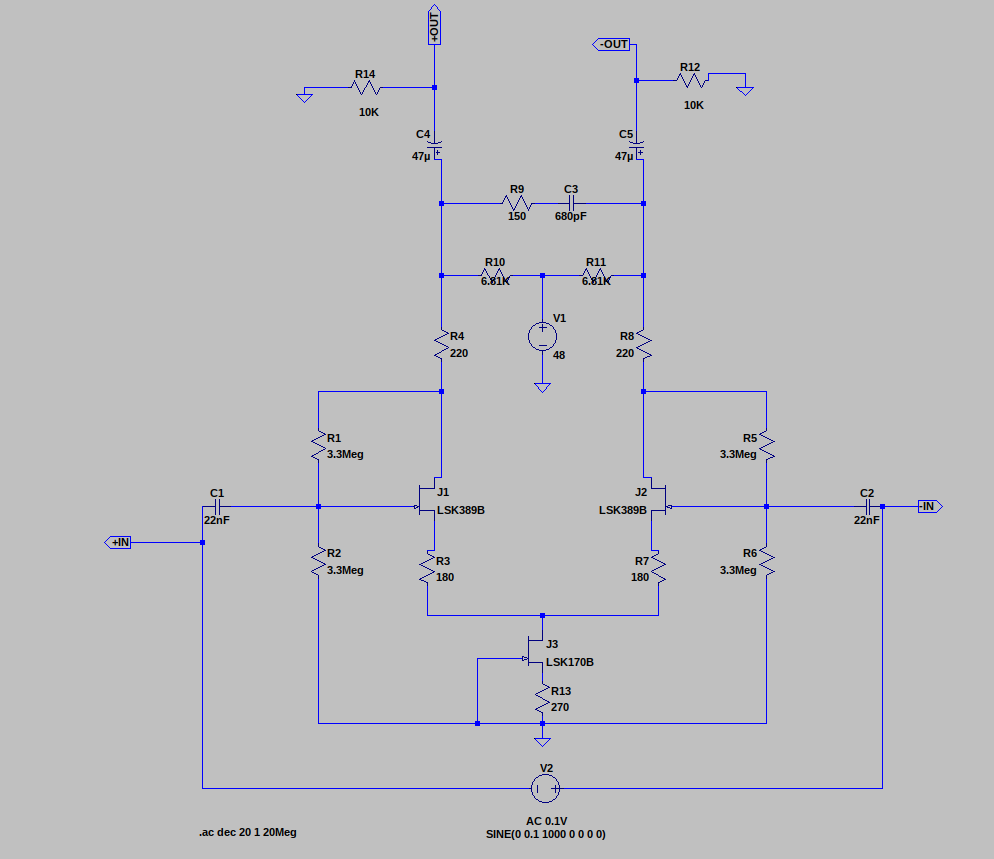 +OUT
-OUT
R14
10K
R12
10K
C4
47µ
C5
47µ
R9
150
C3
680pF
R10
6.81K
R11
6.81K
V1
48
R4
220
R8
220
R1
3.3Meg
R5
3.3Meg
C1
22nF
J1
LSK389B
J2
LSK389B
C2
22nF
-IN
+IN
R2
3.3Meg
R3
180
R7
180
R6
3.3Meg
J3
LSK170B
R13
270
V2
AC 0.1V
SINE(0 0.1 1000 0 0 0 0)
.ac dec 20 1 20Meg